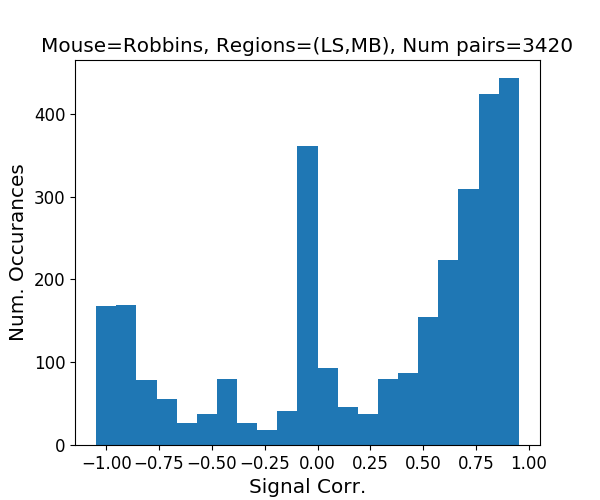 Mouse=Robbins, Regions=(LS,MB), Num pairs=3420
Num. Occurances
400
300
200
100
0
−1.00 −0.75 −0.50 −0.25 0.00 0.25 0.50 0.75 1.00
Signal Corr.